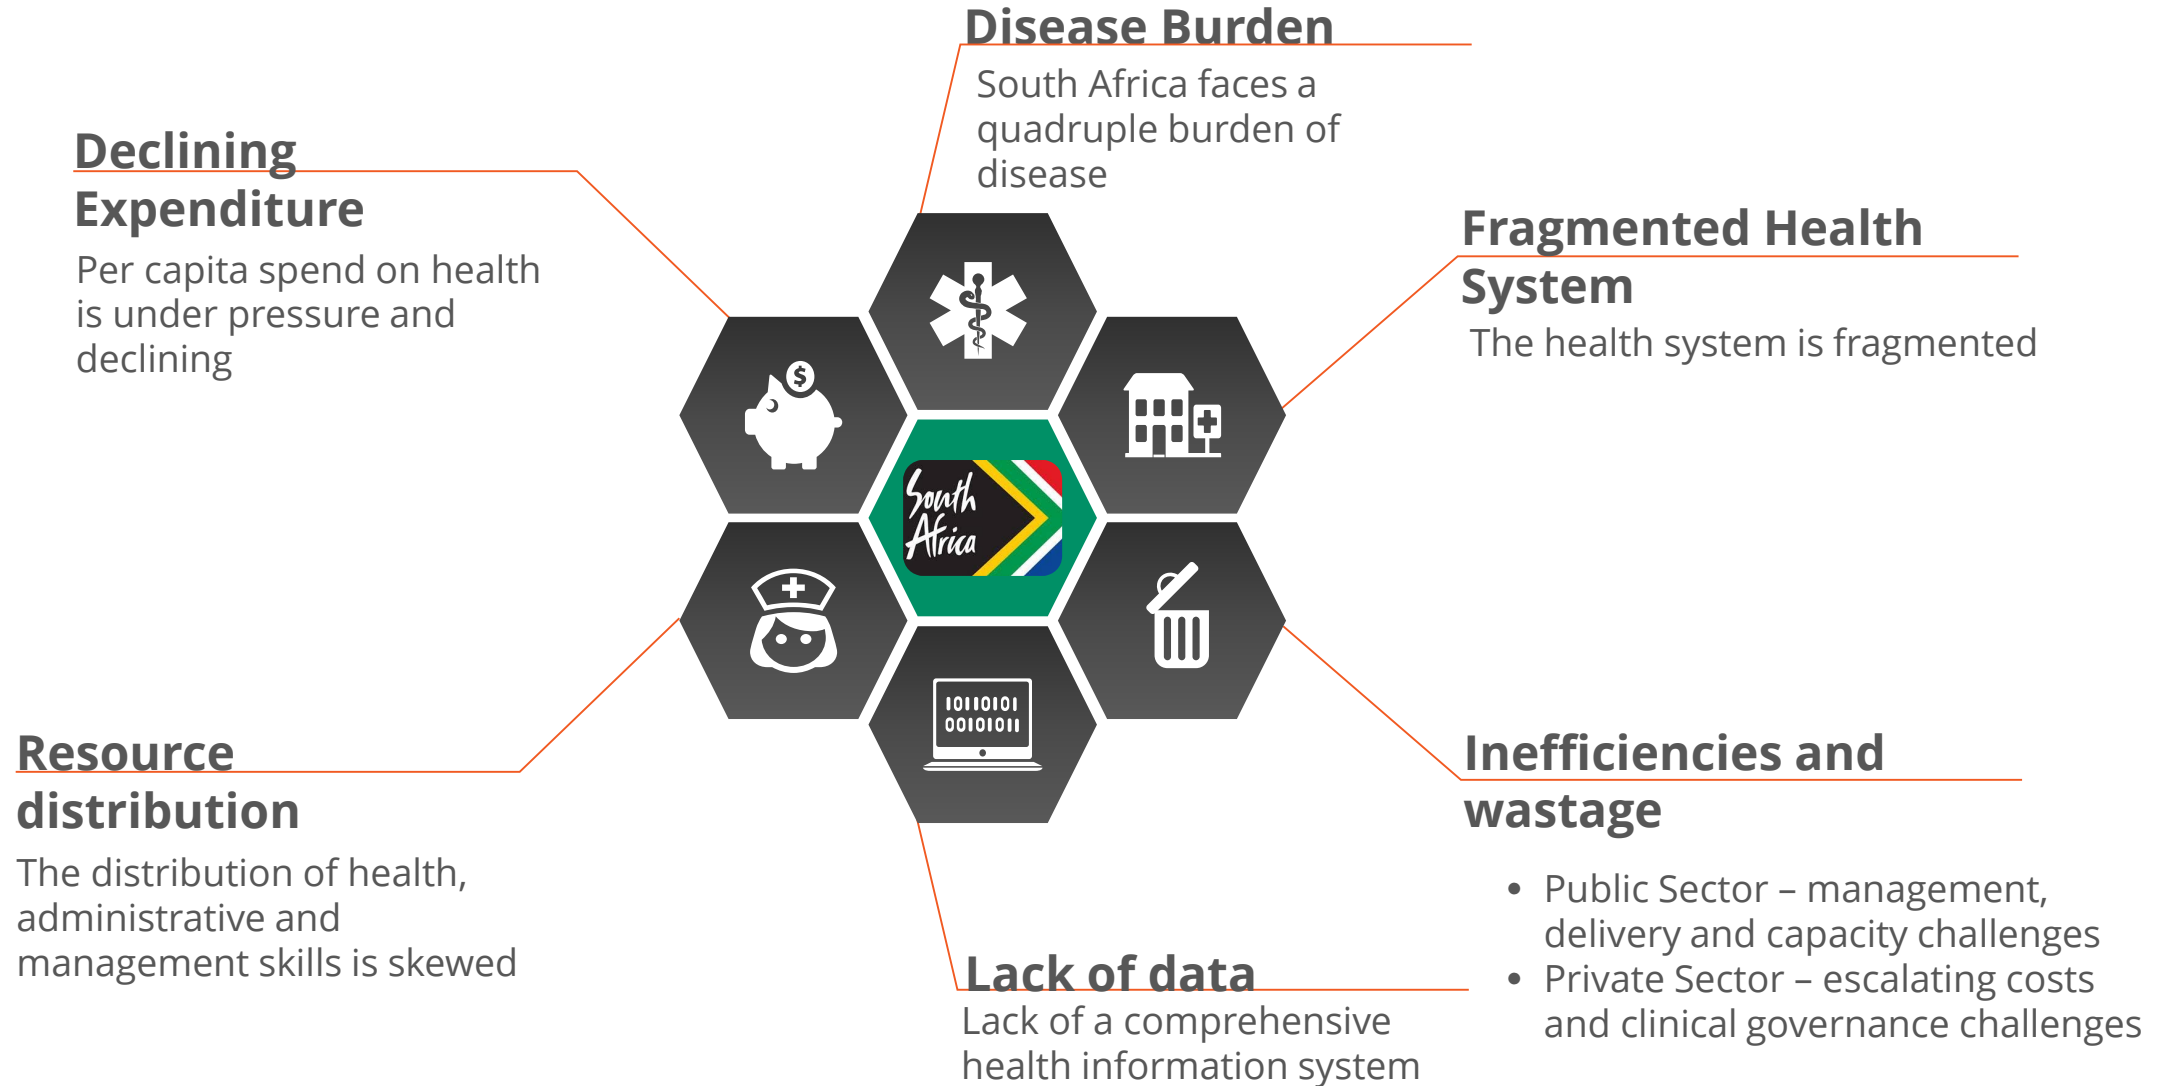 Disease Burden
South Africa faces a
quadruple burden of
disease
Declining
Expenditure
Per capita spend on health
is under pressure and
declining
Fragmented Health
System
The health system is fragmented
$
South
Africa
10110101
00101011
Resource
distribution
The distribution of health,
administrative and
management skills is skewed
Inefficiencies and
wastage
• Public Sector – management,
delivery and capacity challenges
• Private Sector – escalating costs
and clinical governance challenges
Lack of data
Lack of a comprehensive
health information system